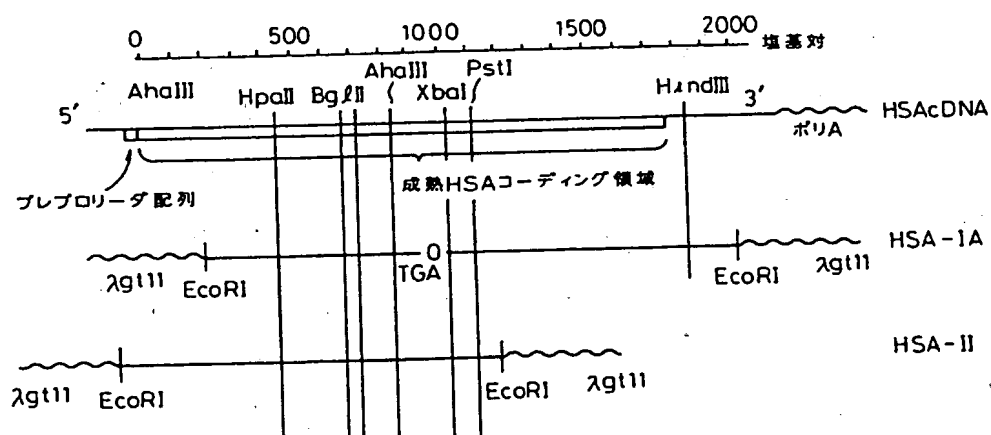 0 500 1000 1500 2000 塩基対
AhaIII PstI
AhaIII HpaII BglII XbaI HindIII
5′ 3′ HSAcDNA
ポリA
プレプロリーダ配列 成熟HSAコーディング領域
0 HSA-IA
λgt11 EcoRI TGA EcoRI λgt11
HSA-II
λgt11 EcoRI EcoRI λgt11